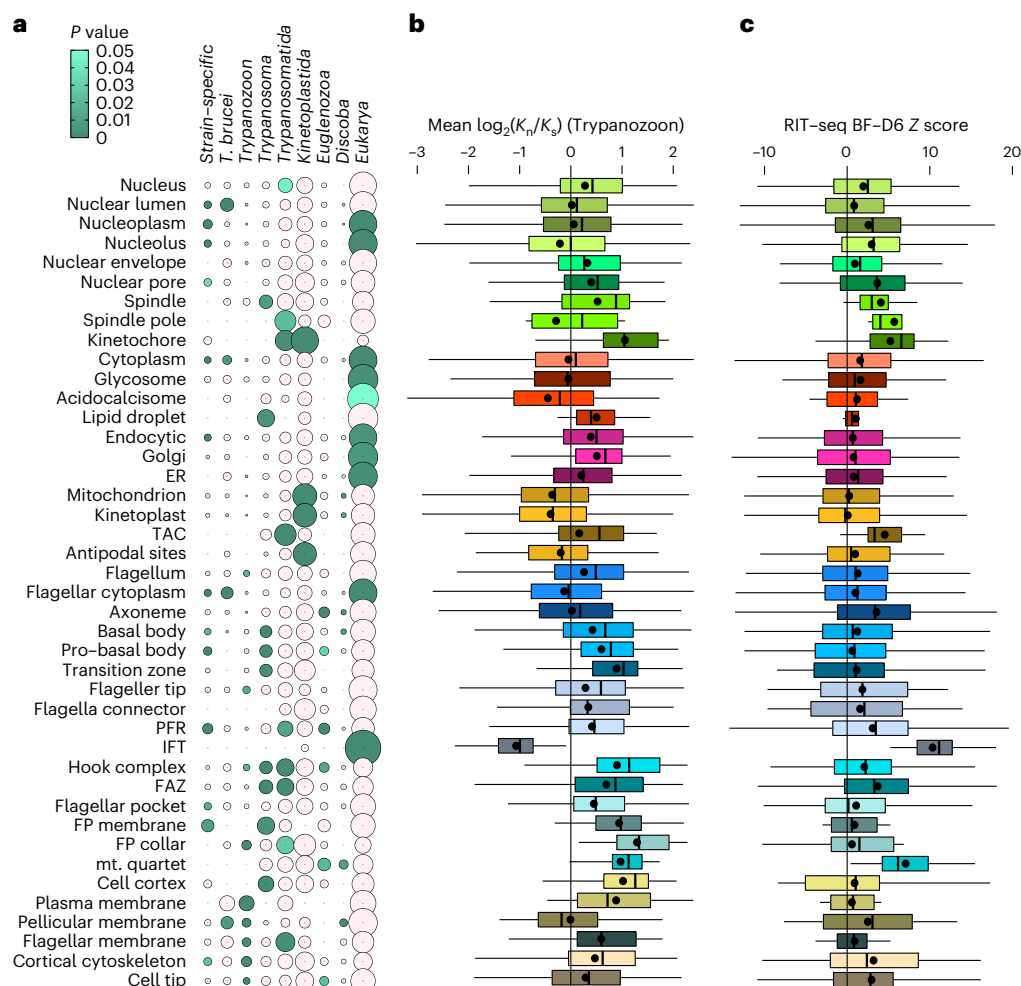 a
b
c
P value
0.05
0.04
0.03
0.02
0.01
0
Strain-specific
T. brucei
Trypanozoon
Trypanosoma
Trypanosomatida
Kinetoplastida
Euglenozoa
Discoba
Eukarya
Mean log2(Kn/Ks) (Trypanozoon)
–3 –2 –1 0 1 2
RIT–seq BF–D6 Z score
–10 0 10 20
Nucleus
Nuclear lumen
Nucleoplasm
Nucleolus
Nuclear envelope
Nuclear pore
Spindle
Spindle pole
Kinetochore
Cytoplasm
Glycosome
Acidocalcisome
Lipid droplet
Endocytic
Golgi
ER
Mitochondrion
Kinetoplast
TAC
Antipodal sites
Flagellum
Flagellar cytoplasm
Axoneme
Basal body
Pro–basal body
Transition zone
Flageller tip
Flagella connector
PFR
IFT
Hook complex
FAZ
Flagellar pocket
FP membrane
FP collar
mt. quartet
Cell cortex
Plasma membrane
Pellicular membrane
Flagellar membrane
Cortical cytoskeleton
Cell tip